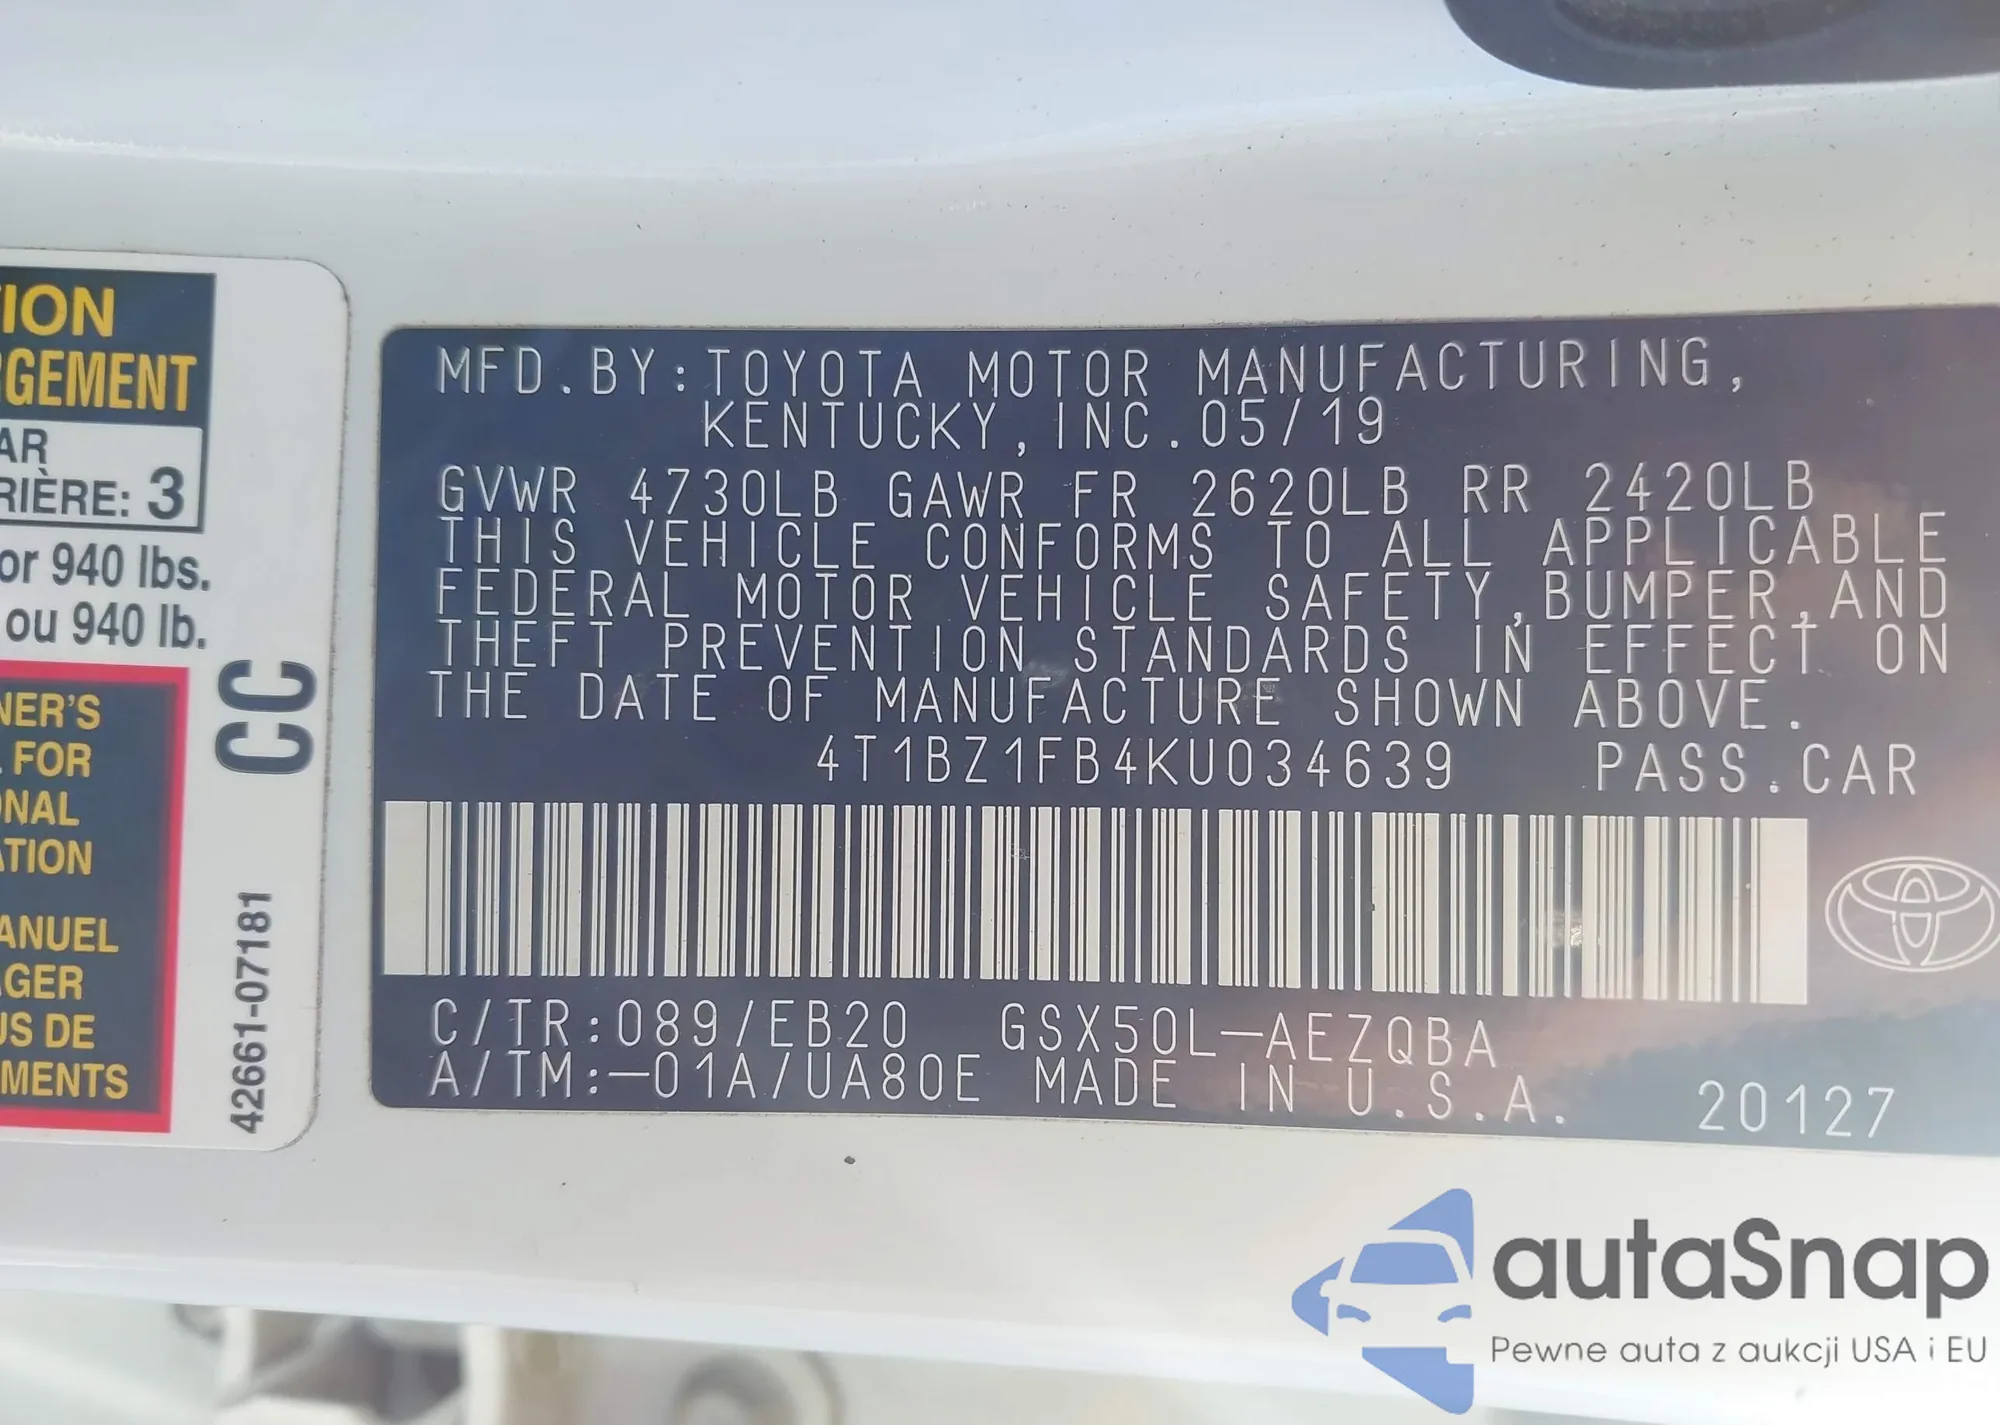 TION
RGEMENT
AR
RIÈRE: 3
or 940 lbs.
ou 940 lb.
NER'S
L FOR
ONAL
ATION
ANUEL
AGER
US DE
MENTS
CC
42661-07181
MFD.BY:TOYOTA MOTOR MANUFACTURING,
KENTUCKY,INC.05/19
GVWR 4730LB GAWR FR 2620LB RR 2420LB
THIS VEHICLE CONFORMS TO ALL APPLICABLE
FEDERAL MOTOR VEHICLE SAFETY,BUMPER,AND
THEFT PREVENTION STANDARDS IN EFFECT ON
THE DATE OF MANUFACTURE SHOWN ABOVE.
4T1BZ1FB4KU034639 PASS.CAR
C/TR:089/EB20 GSX50L-AEZQBA
A/TM:-01A/UA80E MADE IN U.S.A. 20127
autaSnap
Pewne auta z aukcji USA i EU